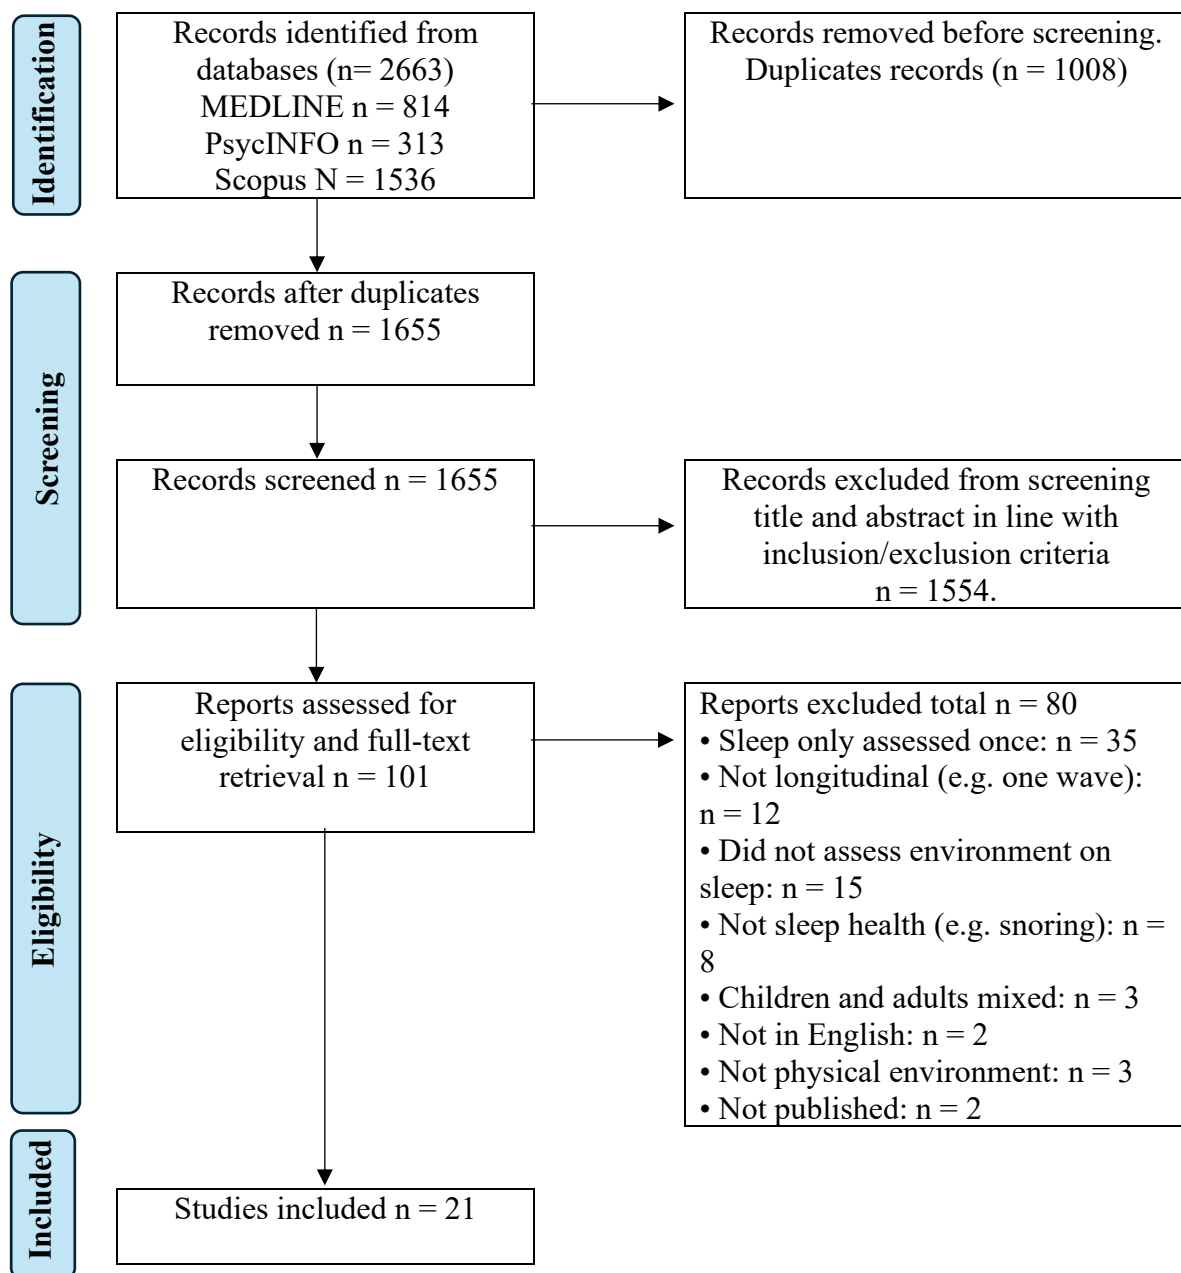 Identification
Records identified from
databases (n= 2663)
MEDLINE n = 814
PsycINFO n = 313
Scopus N = 1536
Records removed before screening.
Duplicates records (n = 1008)
Screening
Records after duplicates
removed n = 1655
Records screened n = 1655
Records excluded from screening
title and abstract in line with
inclusion/exclusion criteria
n = 1554.
Eligibility
Reports assessed for
eligibility and full-text
retrieval n = 101
Reports excluded total n = 80
• Sleep only assessed once: n = 35
• Not longitudinal (e.g. one wave):
n = 12
• Did not assess environment on
sleep: n = 15
• Not sleep health (e.g. snoring): n =
8
• Children and adults mixed: n = 3
• Not in English: n = 2
• Not physical environment: n = 3
• Not published: n = 2
Included
Studies included n = 21